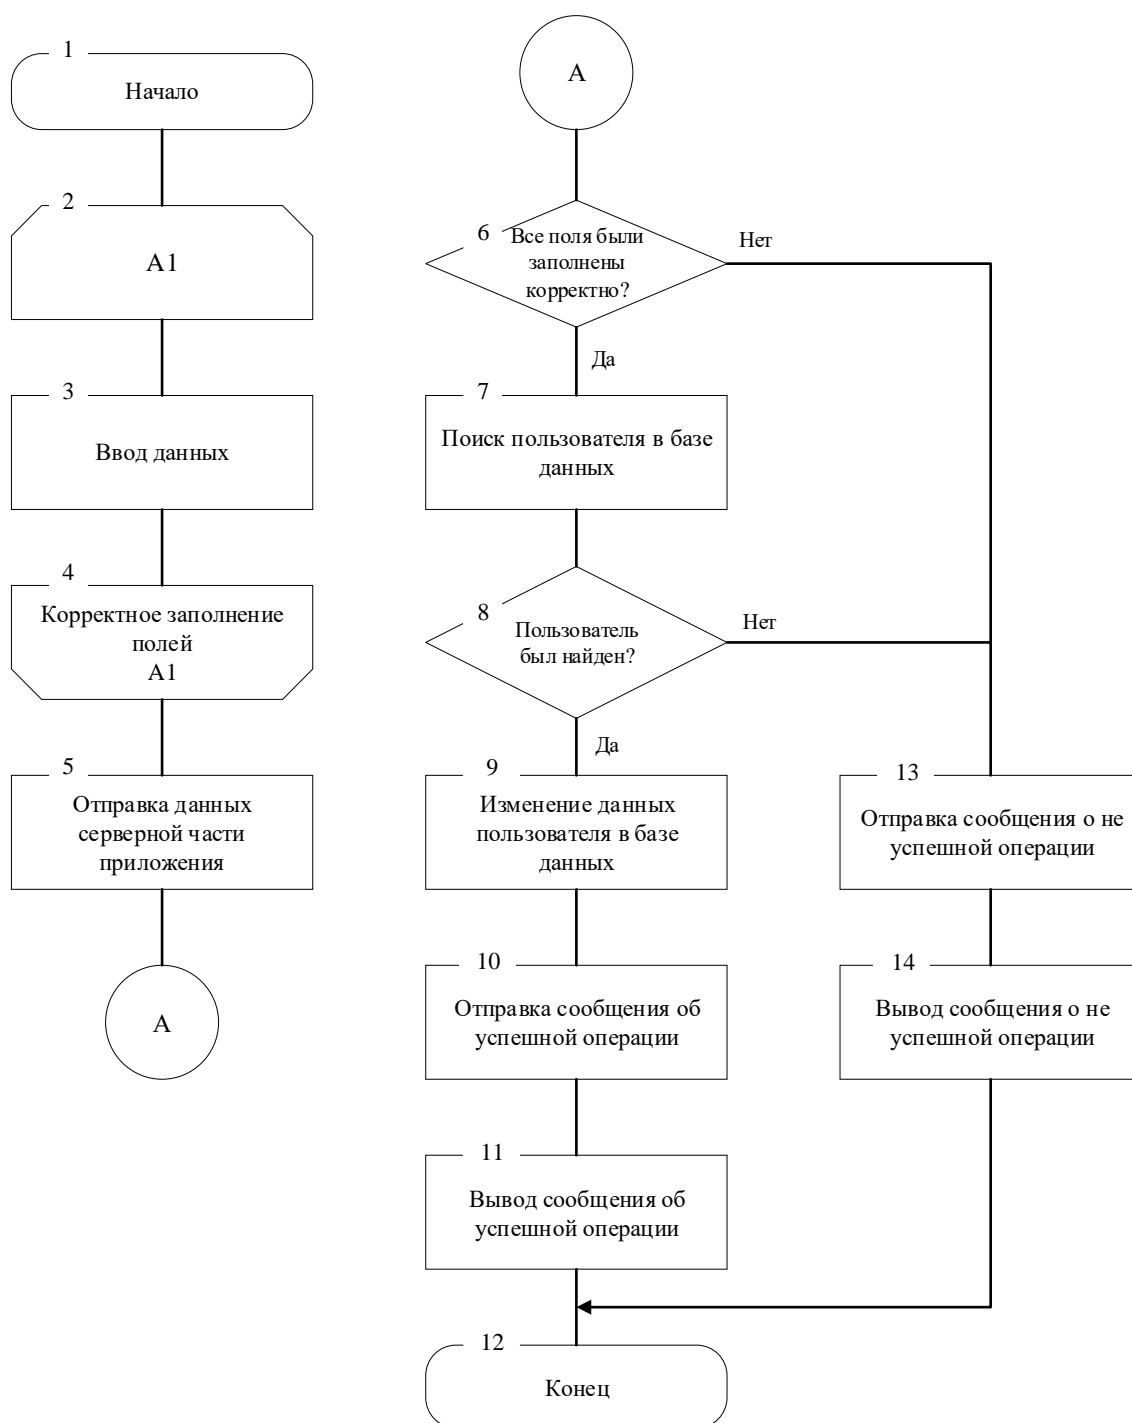 1
Начало
2
А1
3
Ввод данных
4
Корректное заполнение
полей
А1
5
Отправка данных
серверной части
приложения
А
А
6
Все поля были
заполнены
корректно?
Нет
Да
7
Поиск пользователя в базе
данных
8
Пользователь
был найден?
Нет
Да
9
Изменение данных
пользователя в базе
данных
10
Отправка сообщения об
успешной операции
11
Вывод сообщения об
успешной операции
12
Конец
13
Отправка сообщения о не
успешной операции
14
Вывод сообщения о не
успешной операции